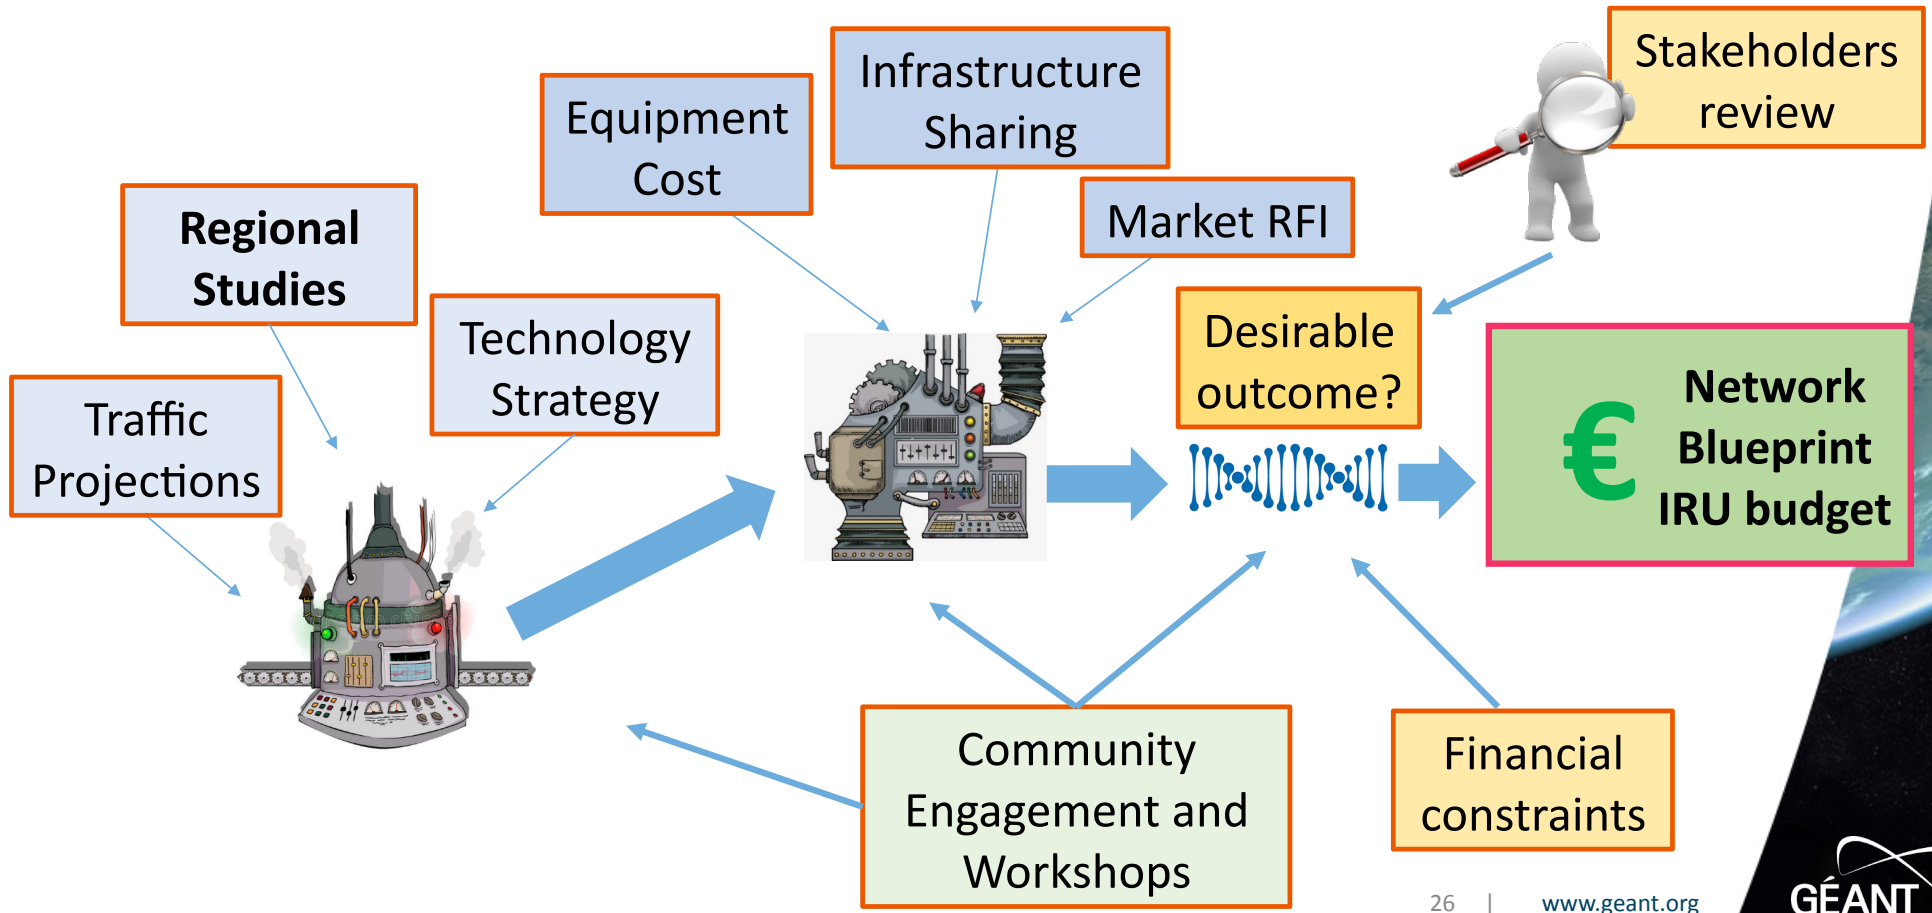 Infrastructure
Sharing
Stakeholders
review
Equipment
Cost
Market RFI
Regional
Studies
Technology
Strategy
Traffic
Projections
Desirable
outcome?
€
Network
Blueprint
IRU budget
Community
Engagement and
Workshops
Financial
constraints
26 | www.geant.org
GÉANT